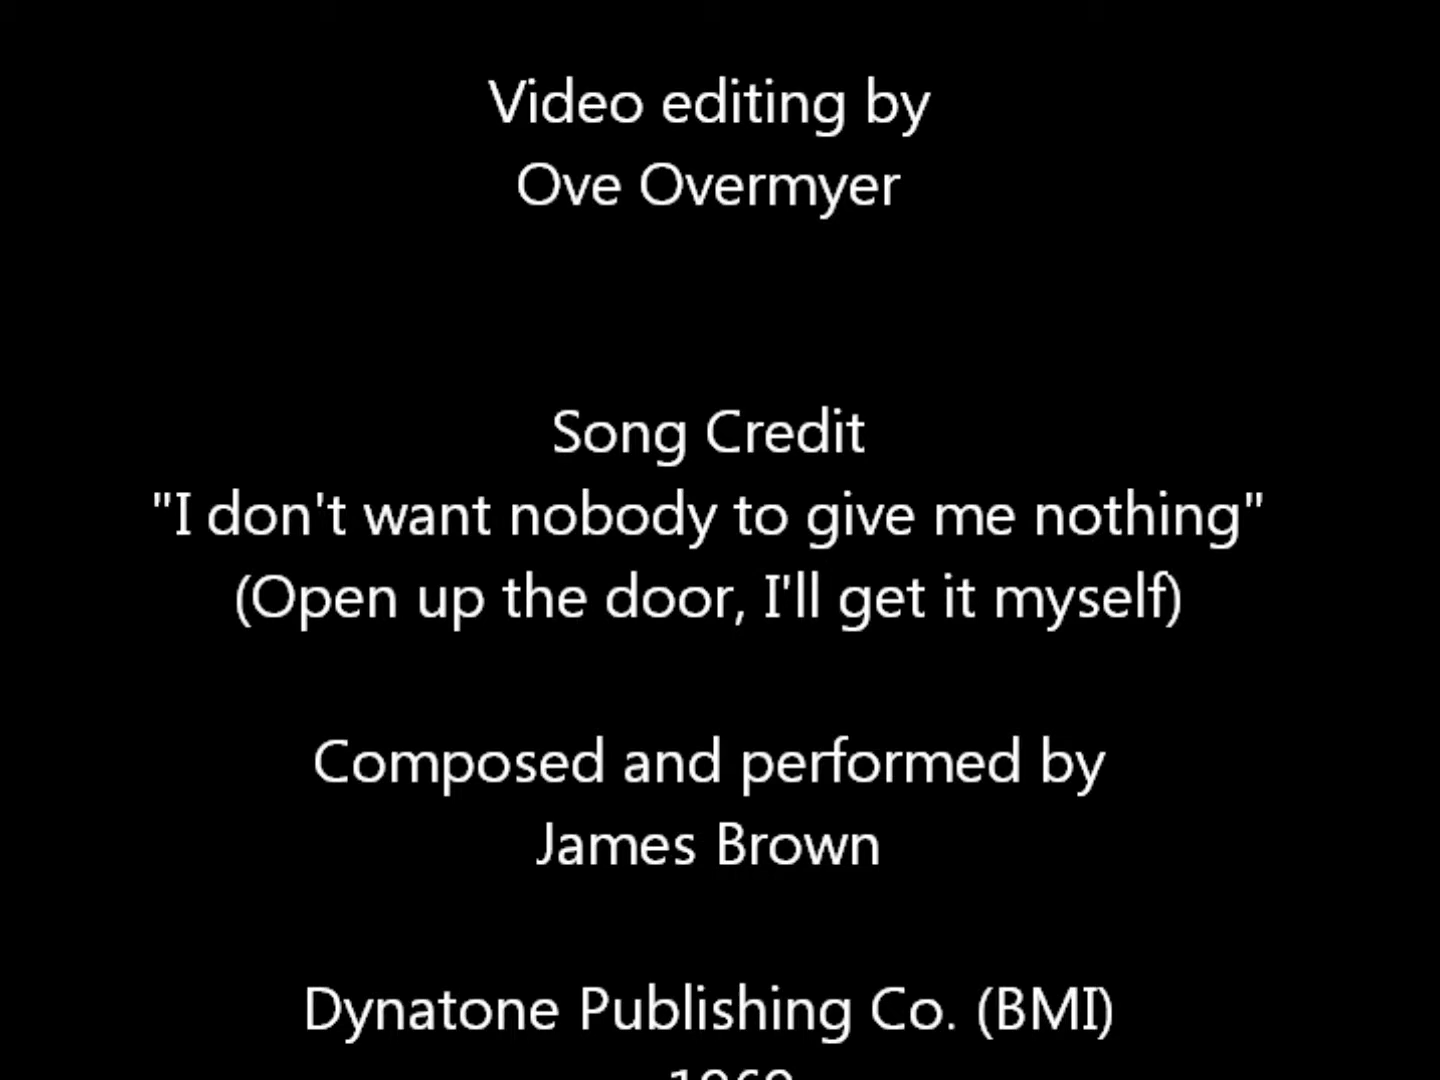 Video editing by
Ove Overmyer
Song Credit
"I don't want nobody to give me nothing"
(Open up the door, I'll get it myself)
Composed and performed by
James Brown
Dynatone Publishing Co. (BMI)